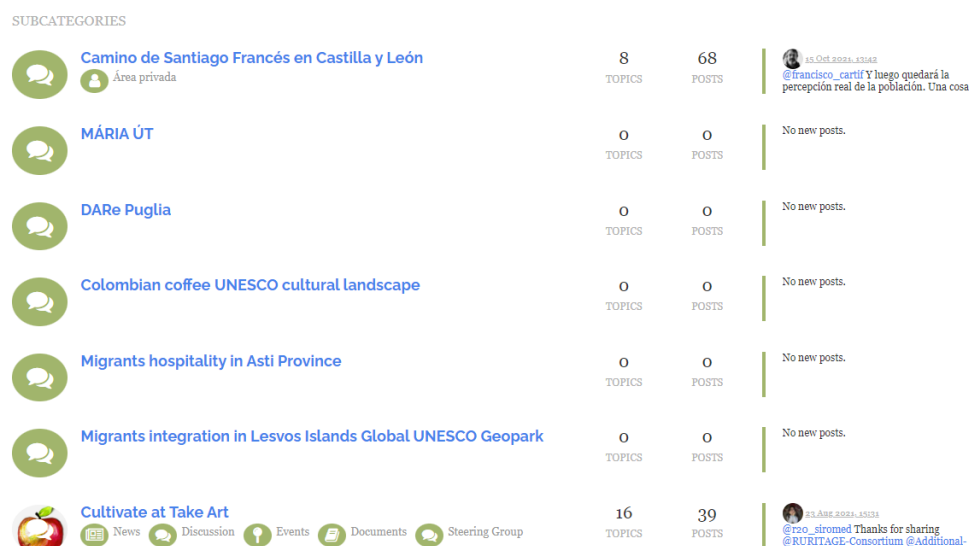 SUBCATEGORIES
Camino de Santiago Francés en Castilla y León
Área privada
8
TOPICS
68
POSTS
15 Oct 2021, 13:42
@francisco_cartif Y luego quedará la
percepción real de la población. Una cosa
MÁRIA ÚT
0
TOPICS
0
POSTS
No new posts.
DARe Puglia
0
TOPICS
0
POSTS
No new posts.
Colombian coffee UNESCO cultural landscape
0
TOPICS
0
POSTS
No new posts.
Migrants hospitality in Asti Province
0
TOPICS
0
POSTS
No new posts.
Migrants integration in Lesvos Islands Global UNESCO Geopark
0
TOPICS
0
POSTS
No new posts.
Cultivate at Take Art
News Discussion Events Documents Steering Group
16
TOPICS
39
POSTS
23 Aug 2021, 15:31
@r20_siromed Thanks for sharing
@RURITAGE-Consortium @Additional-